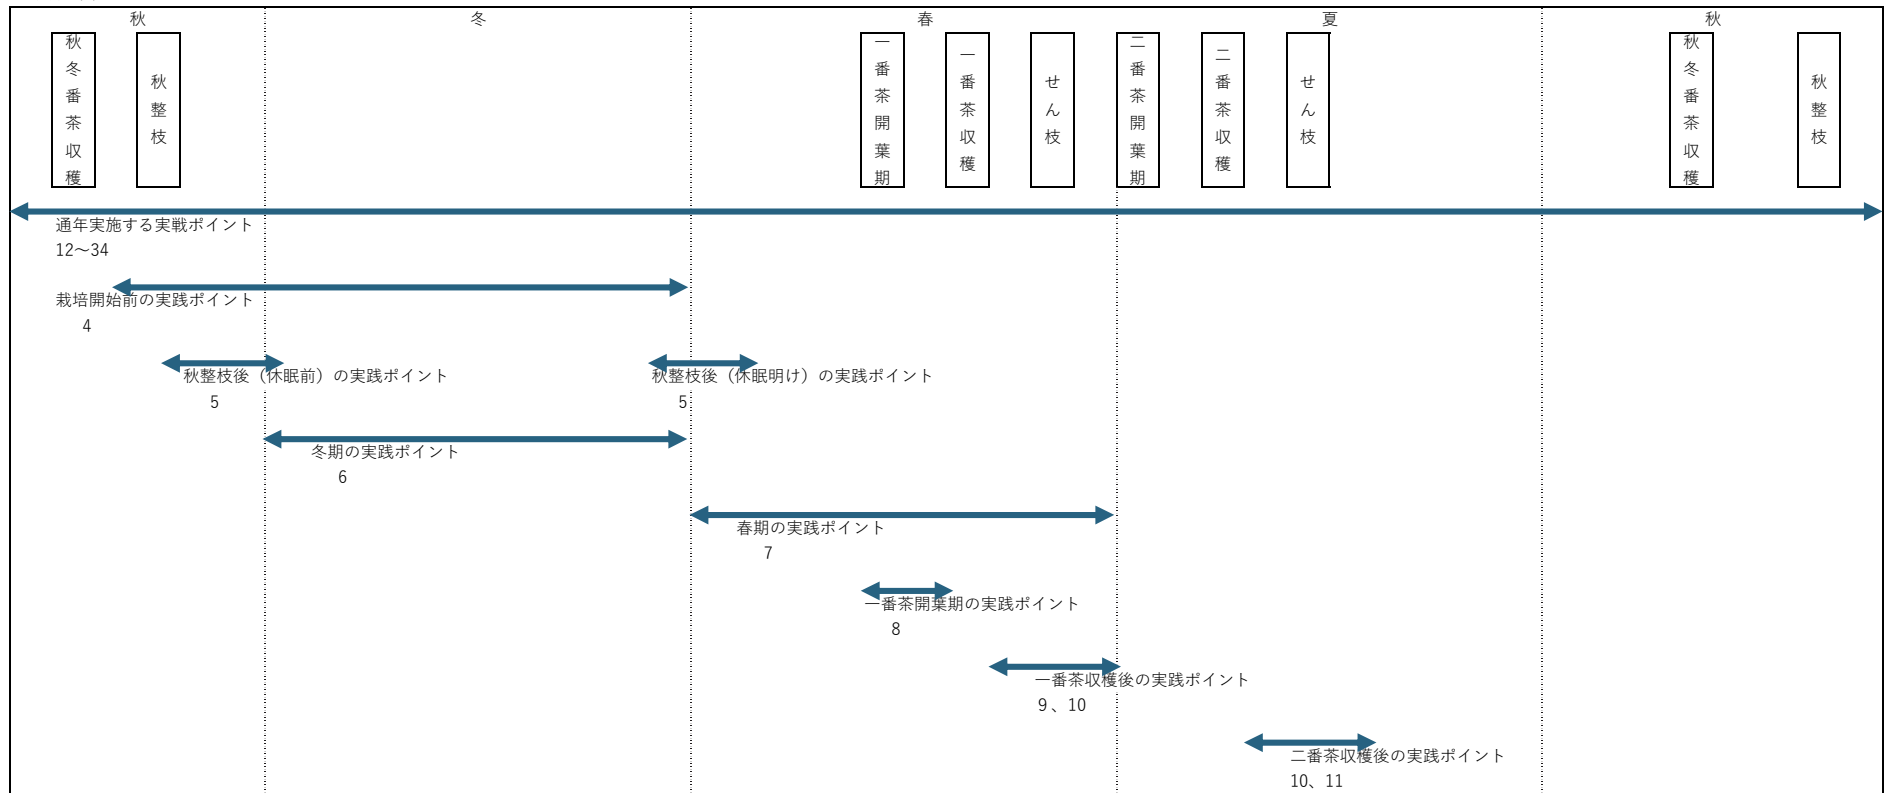 秋
冬
春
夏
秋
秋冬番茶収穫
秋整枝
一番茶開葉期
一番茶収穫
せん枝
二番茶開葉期
二番茶収穫
せん枝
秋冬番茶収穫
秋整枝
通年実施する実戦ポイント
12～34
栽培開始前の実践ポイント
4
秋整枝後（休眠前）の実践ポイント
5
秋整枝後（休眠明け）の実践ポイント
5
冬期の実践ポイント
6
春期の実践ポイント
7
一番茶開葉期の実践ポイント
8
一番茶収穫後の実践ポイント
9、10
二番茶収穫後の実践ポイント
10、11